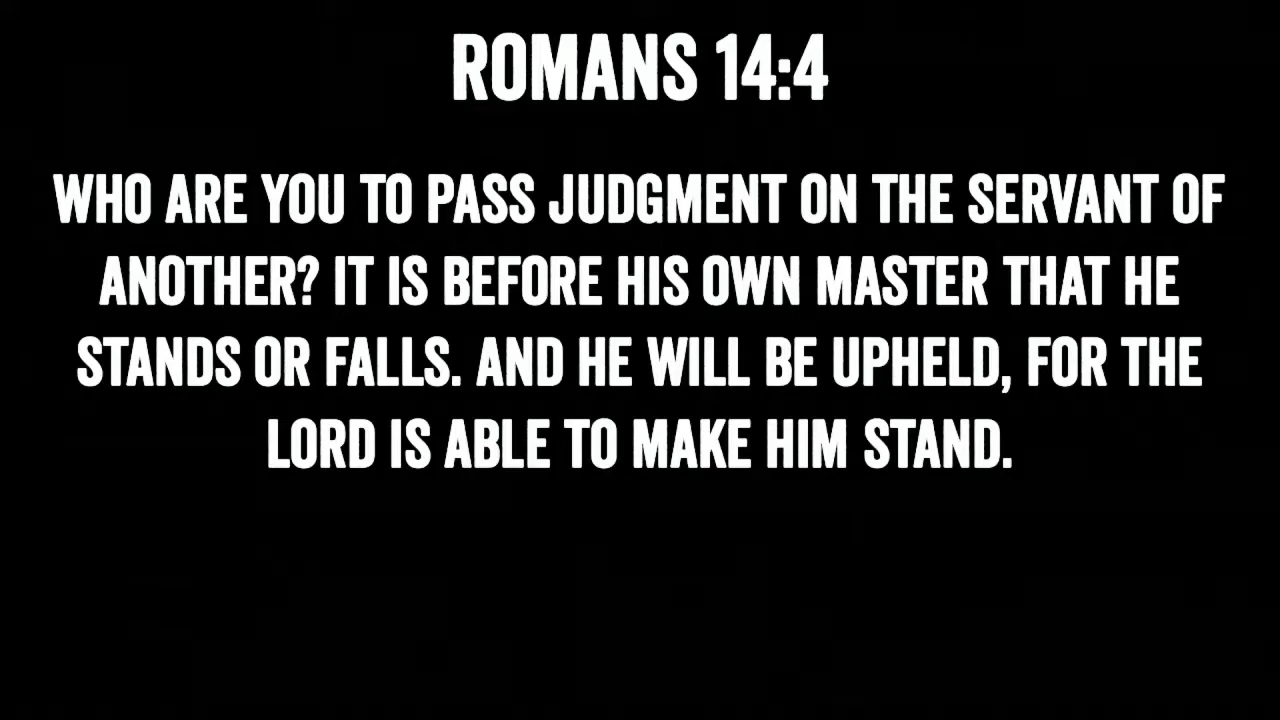 ROMANS 14:4
WHO ARE YOU TO PASS JUDGMENT ON THE SERVANT OF
ANOTHER? IT IS BEFORE HIS OWN MASTER THAT HE
STANDS OR FALLS. AND HE WILL BE UPHELD, FOR THE
LORD IS ABLE TO MAKE HIM STAND.